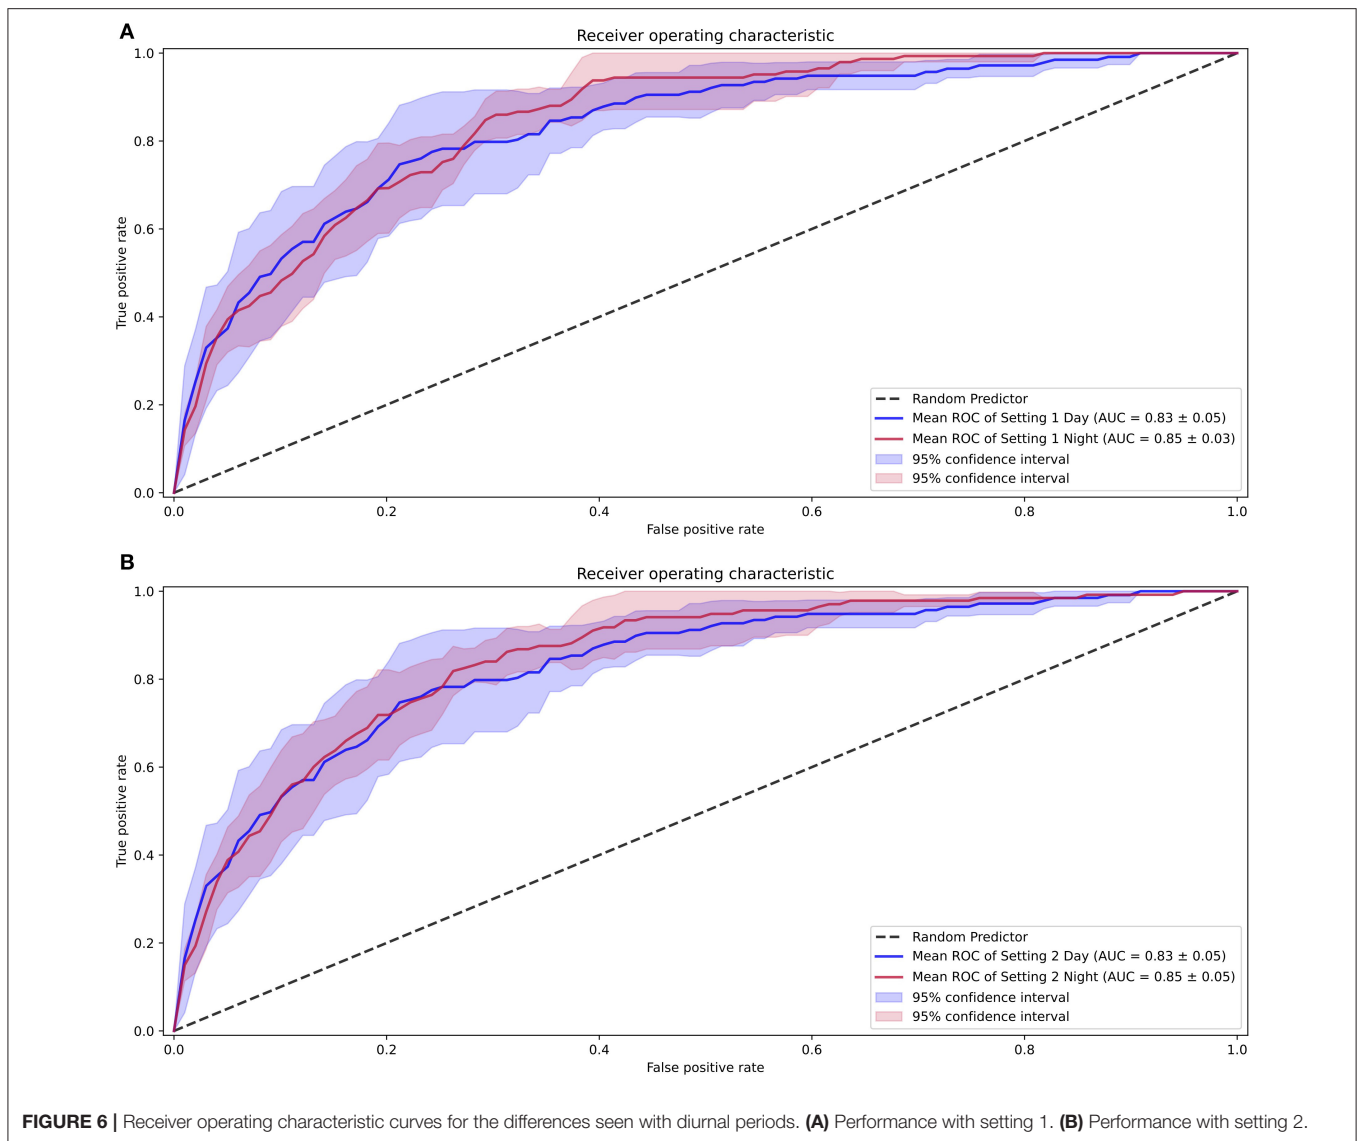 A
Receiver operating characteristic
1.0
0.8
0.6
0.4
0.2
0.0
True positive rate
0.0 0.2 0.4 0.6 0.8 1.0
False positive rate
Random Predictor
Mean ROC of Setting 1 Day (AUC = 0.83 ± 0.05)
Mean ROC of Setting 1 Night (AUC = 0.85 ± 0.03)
95% confidence interval
95% confidence interval
B
Receiver operating characteristic
1.0
0.8
0.6
0.4
0.2
0.0
True positive rate
0.0 0.2 0.4 0.6 0.8 1.0
False positive rate
Random Predictor
Mean ROC of Setting 2 Day (AUC = 0.83 ± 0.05)
Mean ROC of Setting 2 Night (AUC = 0.85 ± 0.05)
95% confidence interval
95% confidence interval
FIGURE 6 | Receiver operating characteristic curves for the differences seen with diurnal periods. (A) Performance with setting 1. (B) Performance with setting 2.